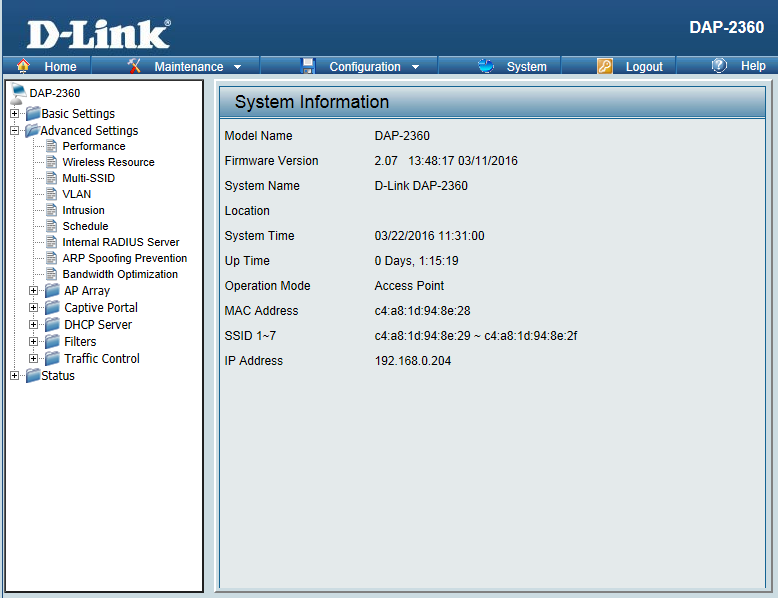 D-Link®
DAP-2360
Home Maintenance Configuration System Logout Help
DAP-2360
Basic Settings
Advanced Settings
Performance
Wireless Resource
Multi-SSID
VLAN
Intrusion
Schedule
Internal RADIUS Server
ARP Spoofing Prevention
Bandwidth Optimization
AP Array
Captive Portal
DHCP Server
Filters
Traffic Control
Status
System Information
Model Name DAP-2360
Firmware Version 2.07 13:48:17 03/11/2016
System Name D-Link DAP-2360
Location
System Time 03/22/2016 11:31:00
Up Time 0 Days, 1:15:19
Operation Mode Access Point
MAC Address c4:a8:1d:94:8e:28
SSID 1~7 c4:a8:1d:94:8e:29 ~ c4:a8:1d:94:8e:2f
IP Address 192.168.0.204